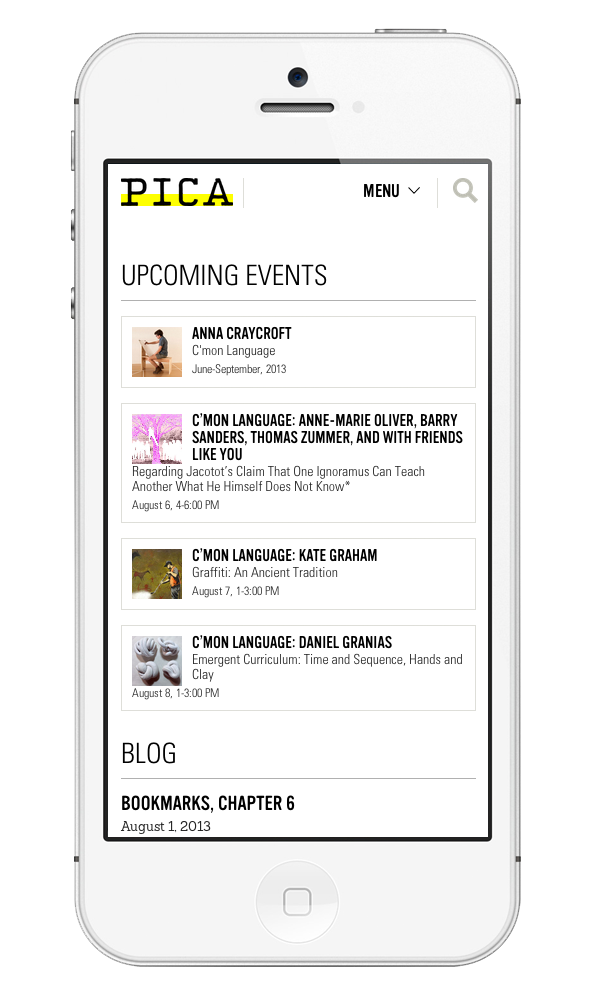 PICA
MENU
UPCOMING EVENTS
ANNA CRAYCROFT
C'mon Language
June-September, 2013
C'MON LANGUAGE: ANNE-MARIE OLIVER, BARRY
SANDERS, THOMAS ZUMMER, AND WITH FRIENDS
LIKE YOU
Regarding Jacotot's Claim That One Ignoramus Can Teach
Another What He Himself Does Not Know*
August 6, 4-6:00 PM
C'MON LANGUAGE: KATE GRAHAM
Graffiti: An Ancient Tradition
August 7, 1-3:00 PM
C'MON LANGUAGE: DANIEL GRANIAS
Emergent Curriculum: Time and Sequence, Hands and
Clay
August 8, 1-3:00 PM
BLOG
BOOKMARKS, CHAPTER 6
August 1, 2013